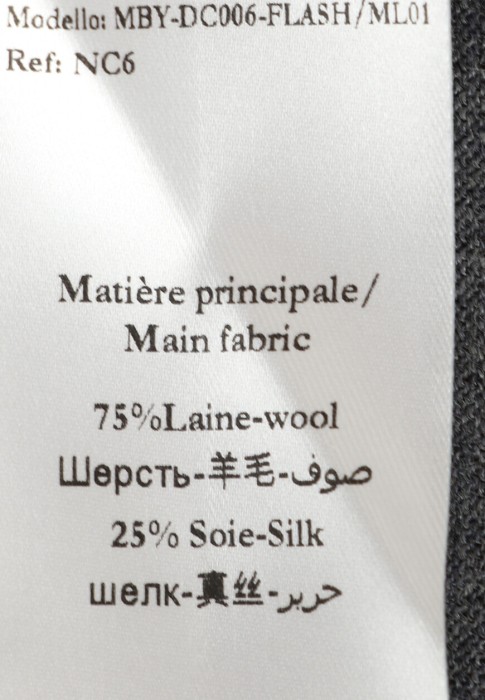 Modello: MBY-DC006-FLASH/ML01
Ref: NC6
Matière principale/
Main fabric
75%Laine-wool
Шерсть-羊毛-صوف
25% Soie-Silk
шелк-真丝-حرير